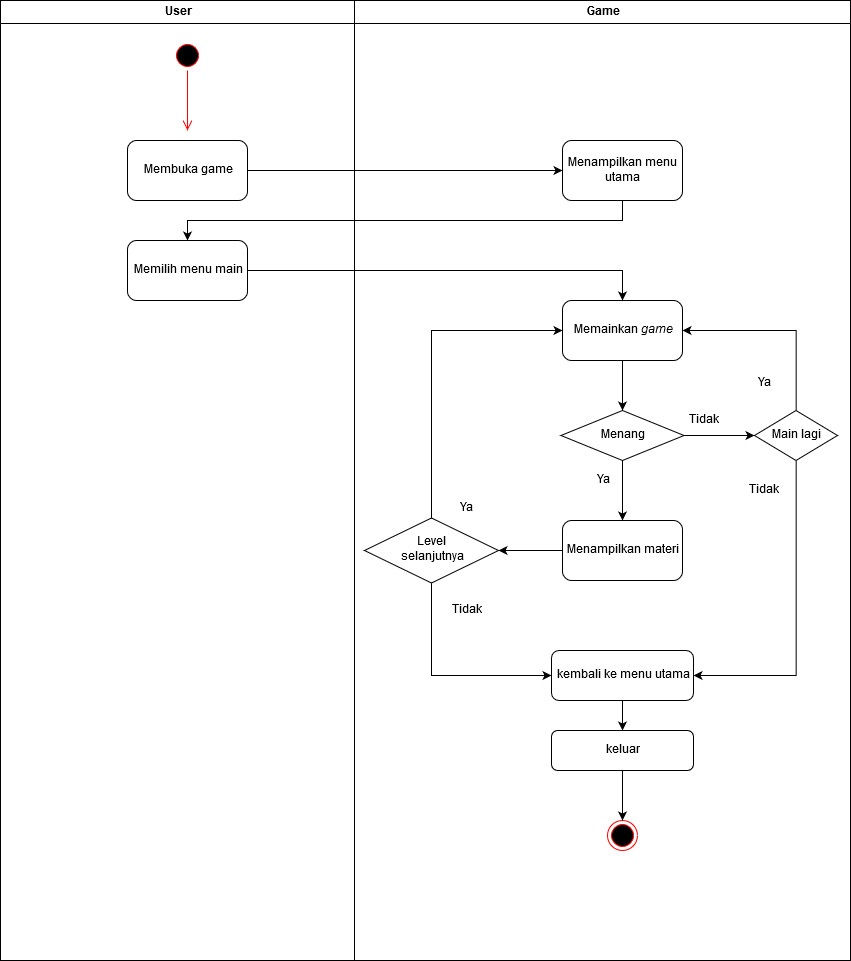 User
Game
Membuka game
Menampilkan menu
utama
Memilih menu main
Memainkan game
Ya
Menang
Tidak
Main lagi
Ya
Tidak
Ya
Level
selanjutnya
Menampilkan materi
Tidak
kembali ke menu utama
keluar